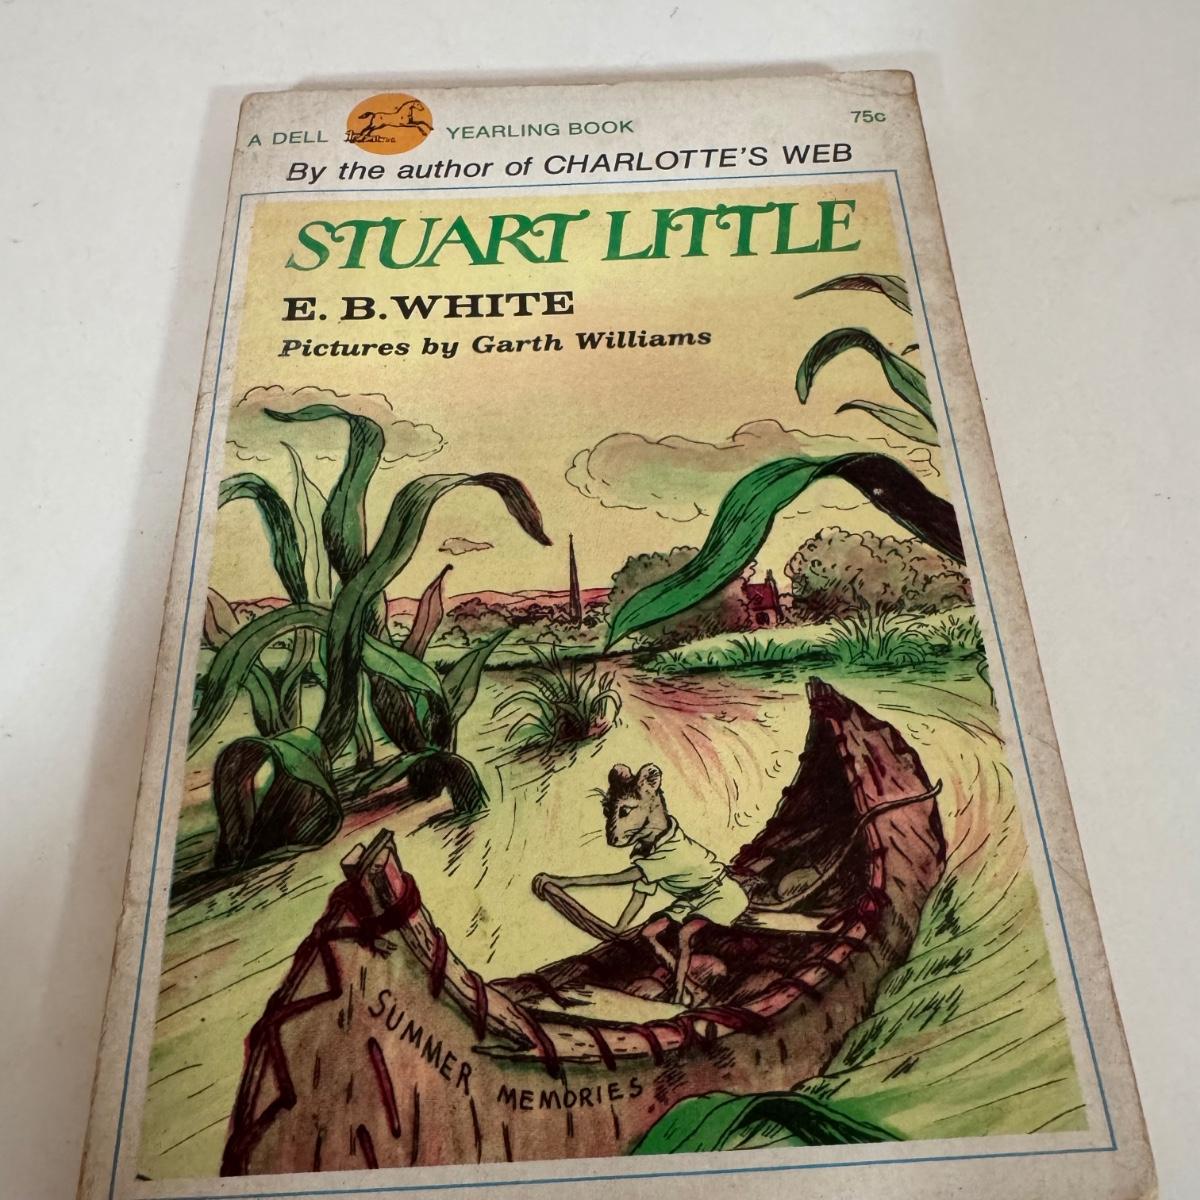 A DELL YEARLING BOOK 75c
By the author of CHARLOTTE'S WEB
STUART LITTLE
E. B. WHITE
Pictures by Garth Williams
SUMMER MEMORIES